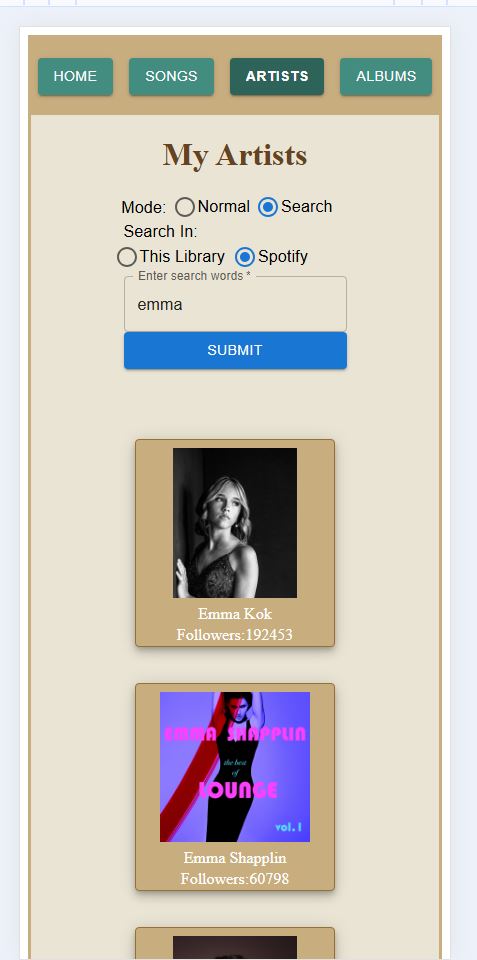 HOME SONGS ARTISTS ALBUMS
My Artists
Mode: Normal Search
Search In:
This Library Spotify
Enter search words *
emma
SUBMIT
Emma Kok
Followers:192453
EMMA SHAPPLIN
the best
of
LOUNGE
vol.1
Emma Shapplin
Followers:60798